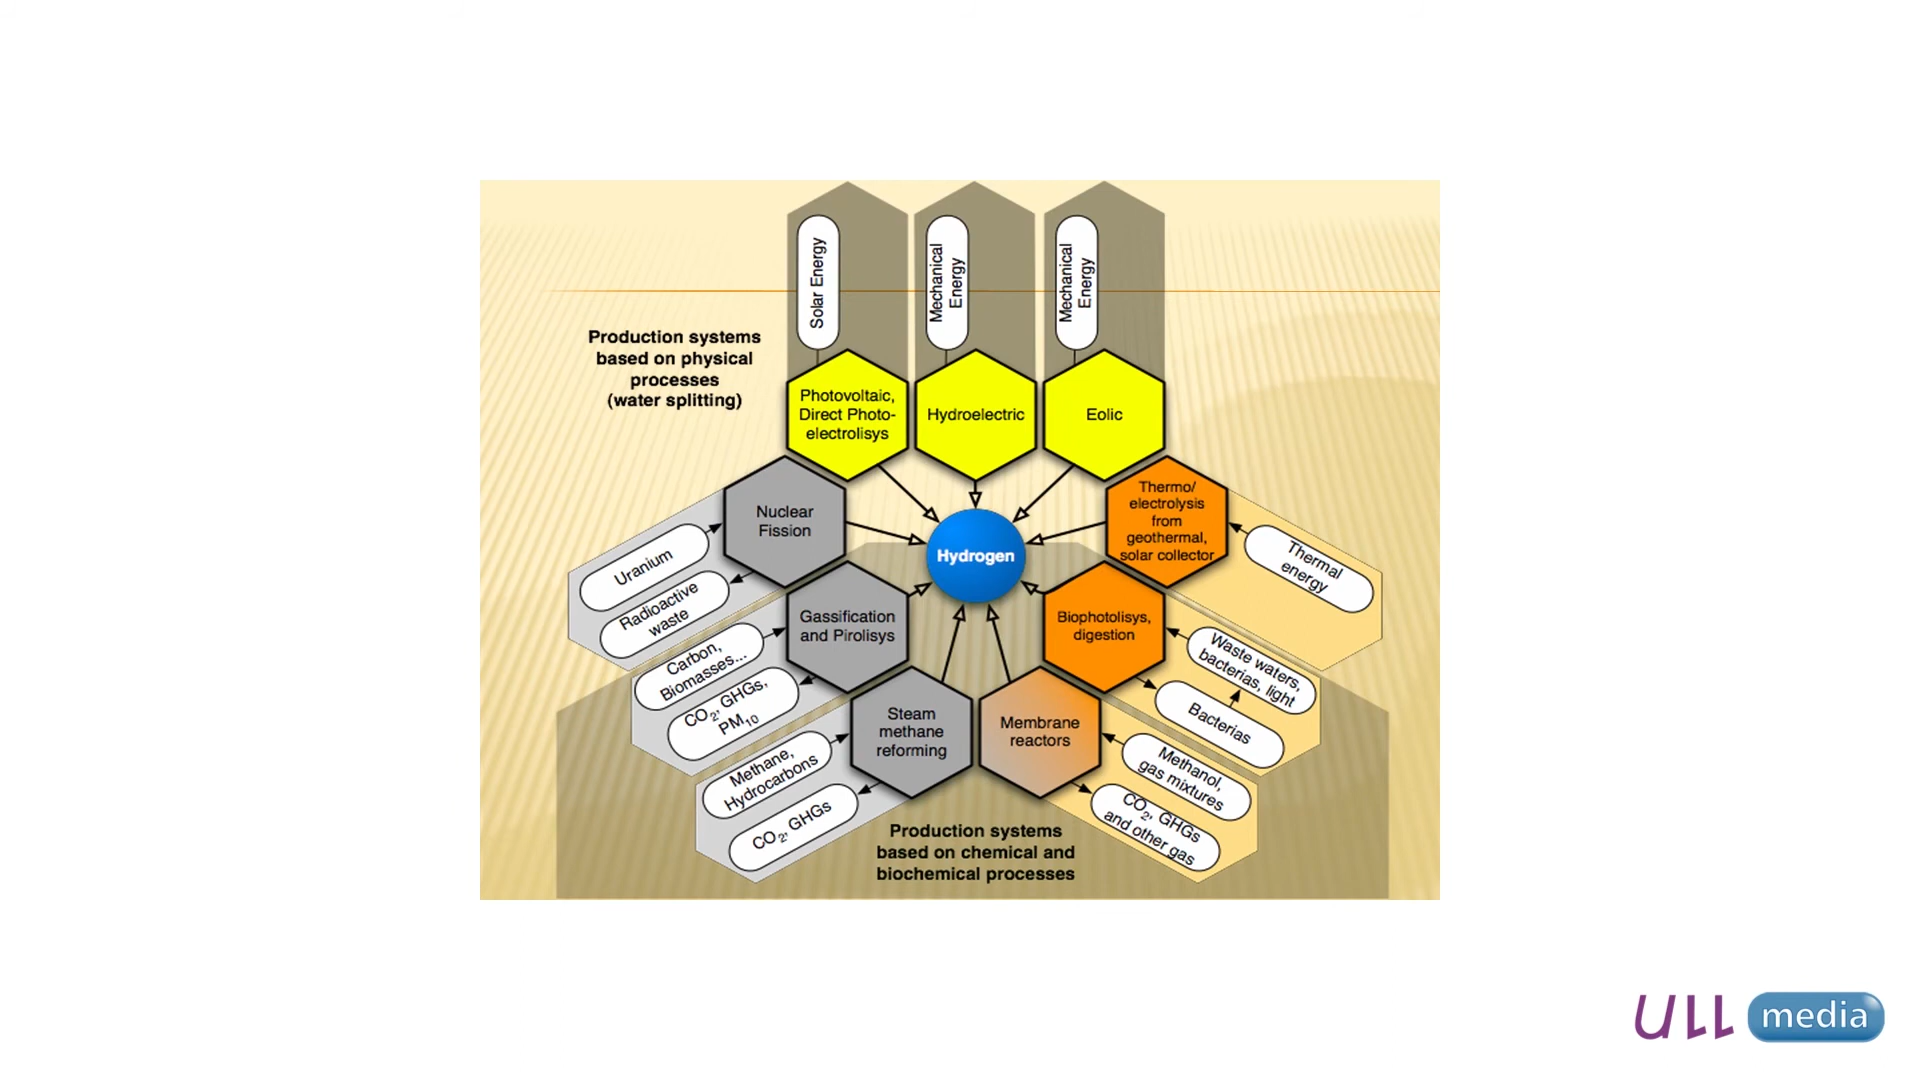 Solar Energy
Mechanical
Energy
Mechanical
Energy
Production systems
based on physical
processes
(water splitting)
Photovoltaic,
Direct Photo-
electrolisys
Hydroelectric
Eolic
Nuclear
Fission
Thermo/
electrolysis
from
geothermal,
solar collector
Hydrogen
Uranium
Radioactive
waste
Thermal
energy
Gassification
and Pirolisys
Biophotolisys,
digestion
Carbon,
Biomasses...
CO2, GHGs,
PM10
Waste waters,
bacterias, light
Bacterias
Steam
methane
reforming
Membrane
reactors
Methane,
Hydrocarbons
CO2, GHGs
Methanol,
gas mixtures
CO2, GHGs
and other gas
Production systems
based on chemical and
biochemical processes
ULL media